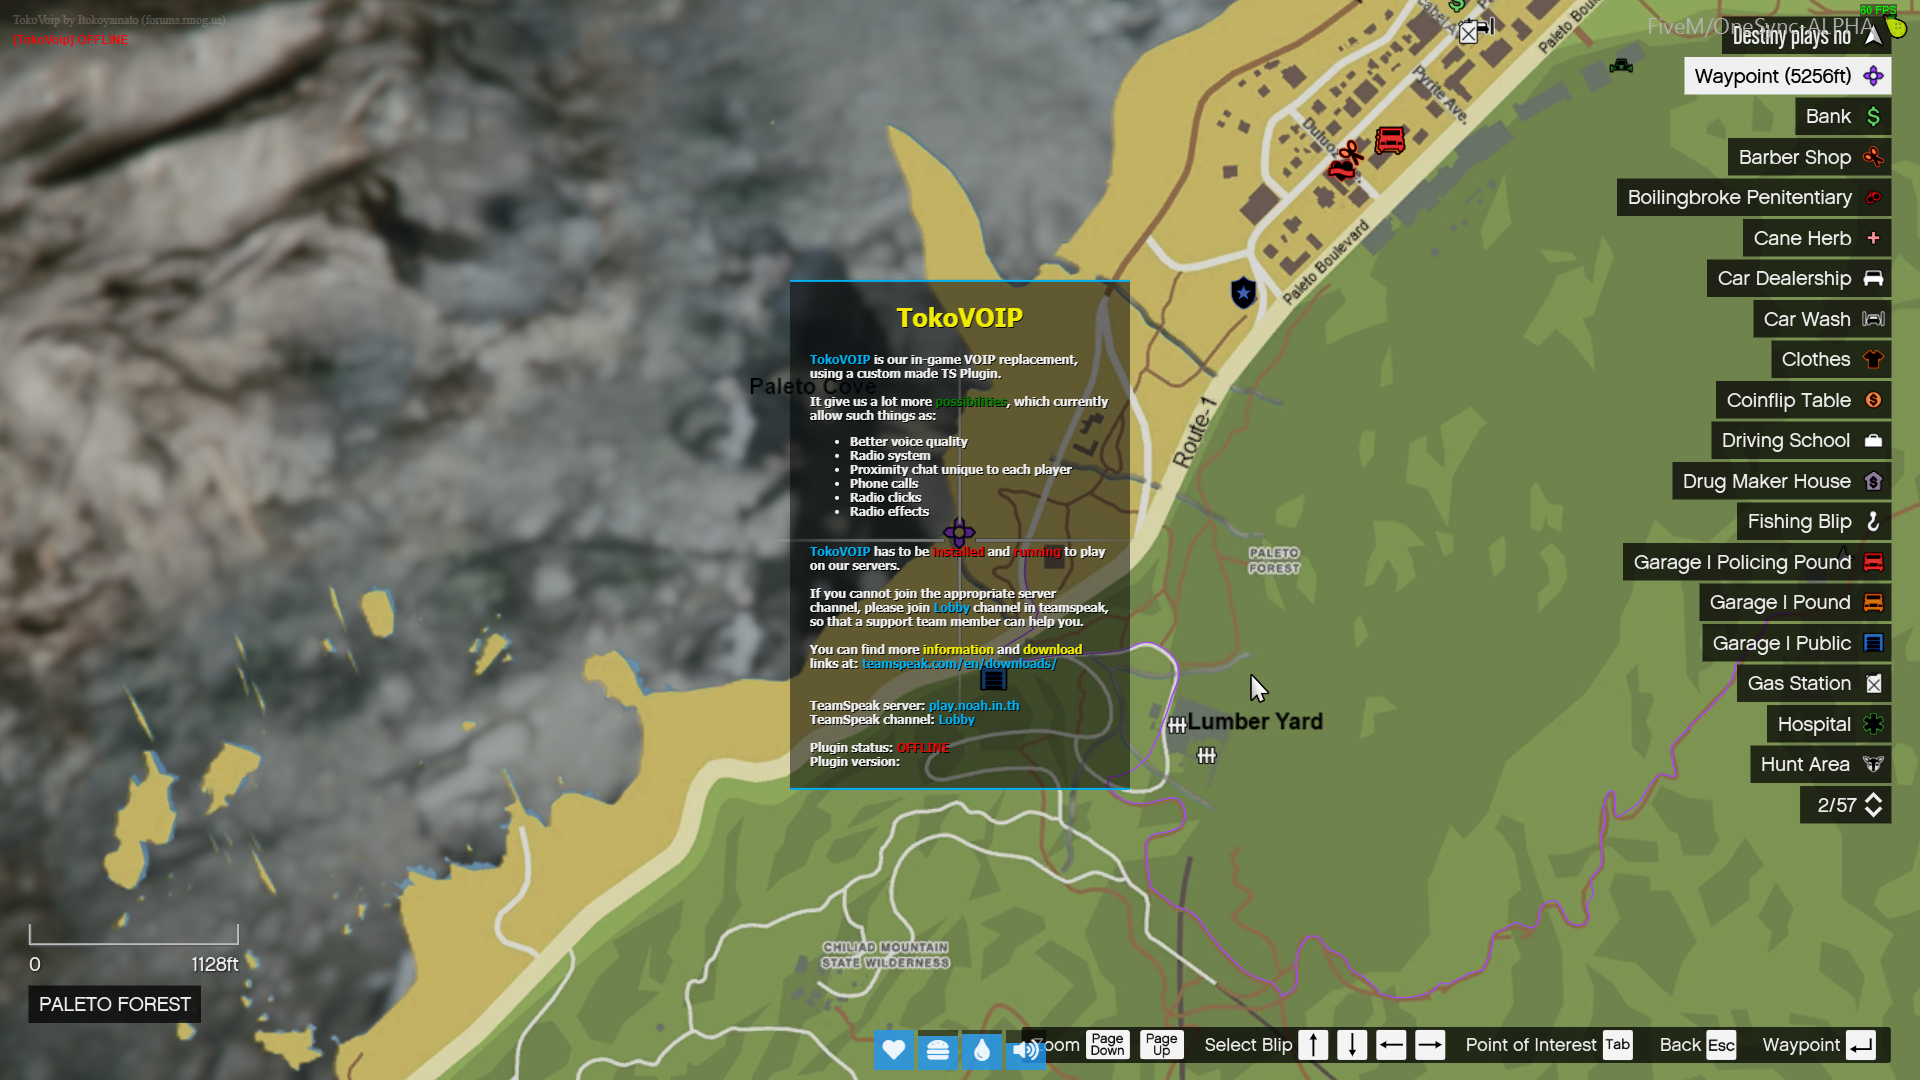 TokoVoip by Itokoyamato (forums.rmog.us)
[TokoVoip] OFFLINE
60 FPS
FiveM/OneSync-ALPHA
Destiny plays no
Waypoint (5256ft)
Bank
Barber Shop
Boilingbroke Penitentiary
Cane Herb
Car Dealership
Car Wash
Clothes
Coinflip Table
Driving School
Drug Maker House
Fishing Blip
Garage | Policing Pound
Garage | Pound
Garage | Public
Gas Station
Hospital
Hunt Area
2/57
Paleto Boulevard
Pyrite Ave.
Paleto Boulevard
Route-1
Paleto Cove
PALETO
FOREST
Lumber Yard
CHILIAD MOUNTAIN
STATE WILDERNESS
TokoVOIP
TokoVOIP is our in-game VOIP replacement,
using a custom made TS Plugin.
It give us a lot more possibilities, which currently
allow such things as:
• Better voice quality
• Radio system
• Proximity chat unique to each player
• Phone calls
• Radio clicks
• Radio effects
TokoVOIP has to be installed and running to play
on our servers.
If you cannot join the appropriate server
channel, please join Lobby channel in teamspeak,
so that a support team member can help you.
You can find more information and download
links at: teamspeak.com/en/downloads/
TeamSpeak server: play.noah.in.th
TeamSpeak channel: Lobby
Plugin status: OFFLINE
Plugin version:
0 1128ft
PALETO FOREST
Zoom Page Down Page Up Select Blip Point of Interest Tab Back Esc Waypoint